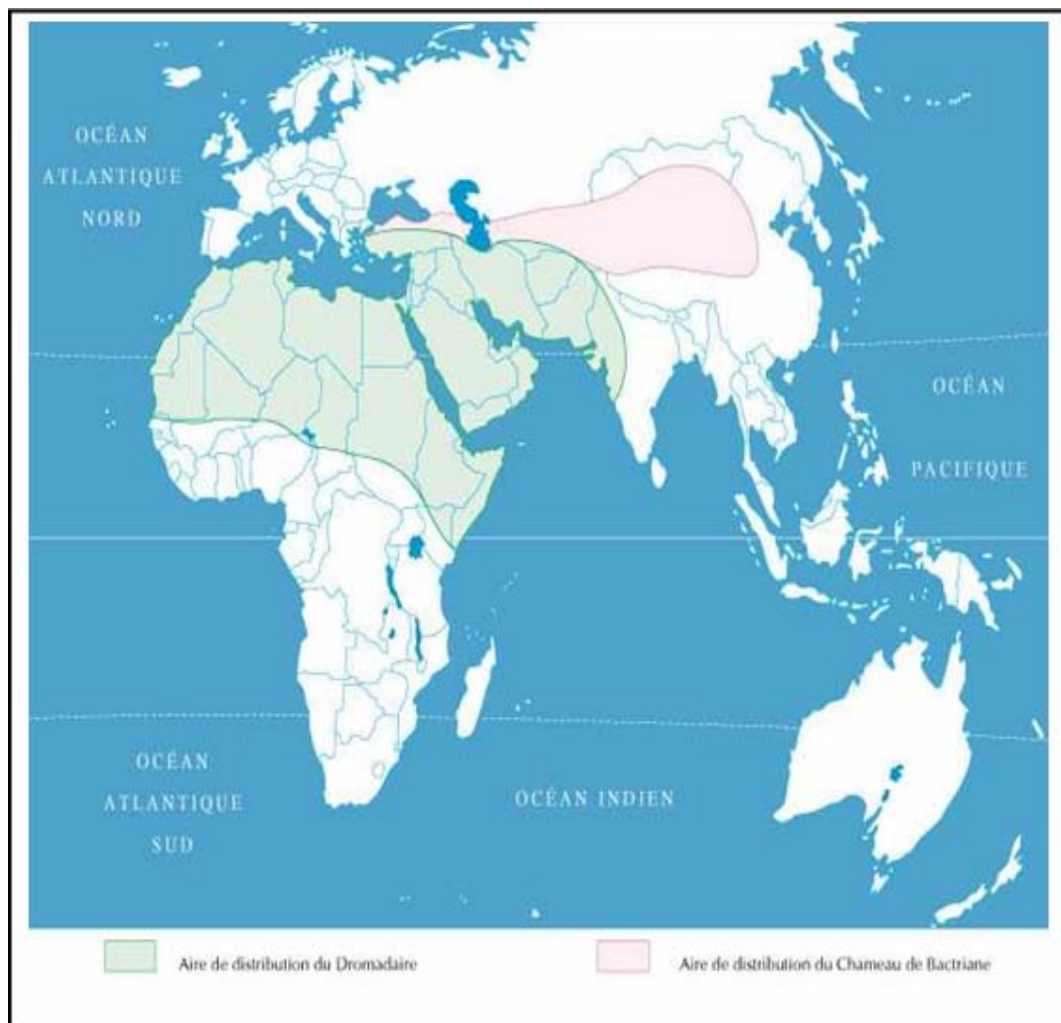 OCÉAN
ATLANTIQUE
NORD
OCÉAN
PACIFIQUE
OCÉAN
ATLANTIQUE
SUD
OCÉAN INDIEN
Aire de distribution du Dromadaire
Aire de distribution du Chameau de Bactriane